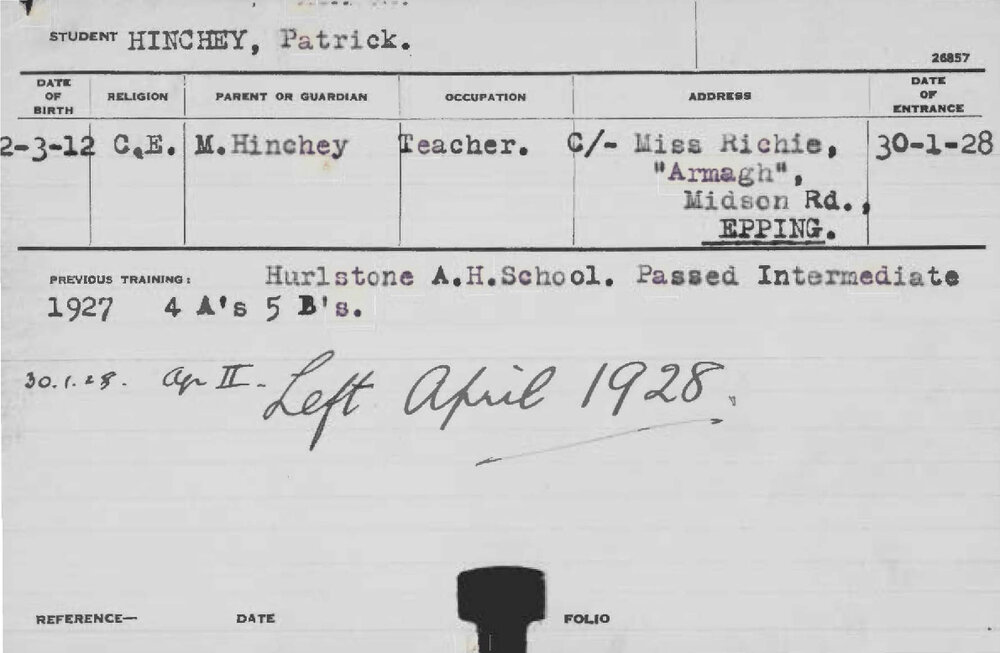 STUDENT HINCHEY, Patrick.
26857
DATE OF BIRTH RELIGION PARENT OR GUARDIAN OCCUPATION ADDRESS DATE OF ENTRANCE
2-3-12 C.E. M.Hinchey Teacher. C/- Miss Richie, 30-1-28
"Armagh",
Midson Rd.,
EPPING.
PREVIOUS TRAINING: Hurlstone A.H.School. Passed Intermediate
1927 4 A's 5 B's.
30.1.28. Ag II - Left April 1928.
REFERENCE— DATE FOLIO